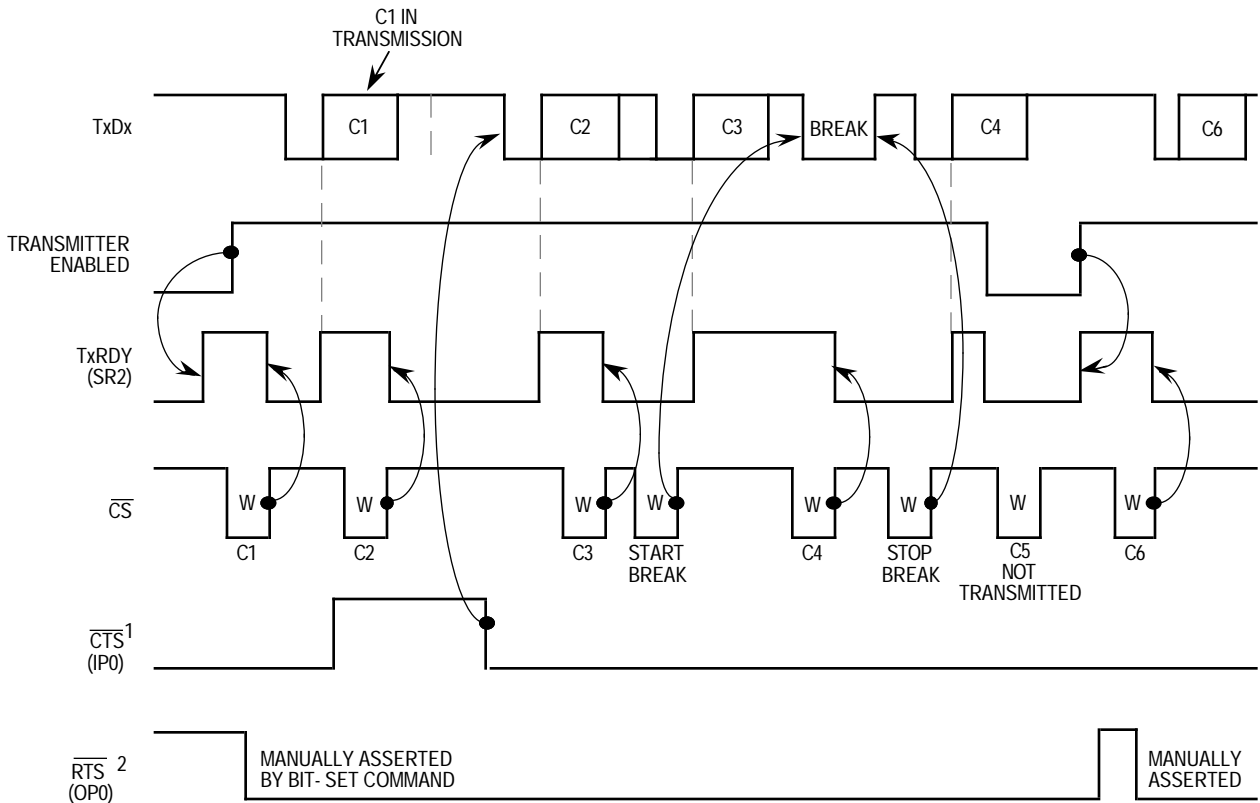 C1 IN
TRANSMISSION
TxDx
C1
C2
C3
BREAK
C4
C6
TRANSMITTER
ENABLED
TxRDY
(SR2)
CS
W
W
W
W
W
W
W
W
C1
C2
C3
START
BREAK
C4
STOP
BREAK
C5
NOT
TRANSMITTED
C6
CTS1
(IP0)
RTS 2
(OP0)
MANUALLY ASSERTED
BY BIT- SET COMMAND
MANUALLY
ASSERTED